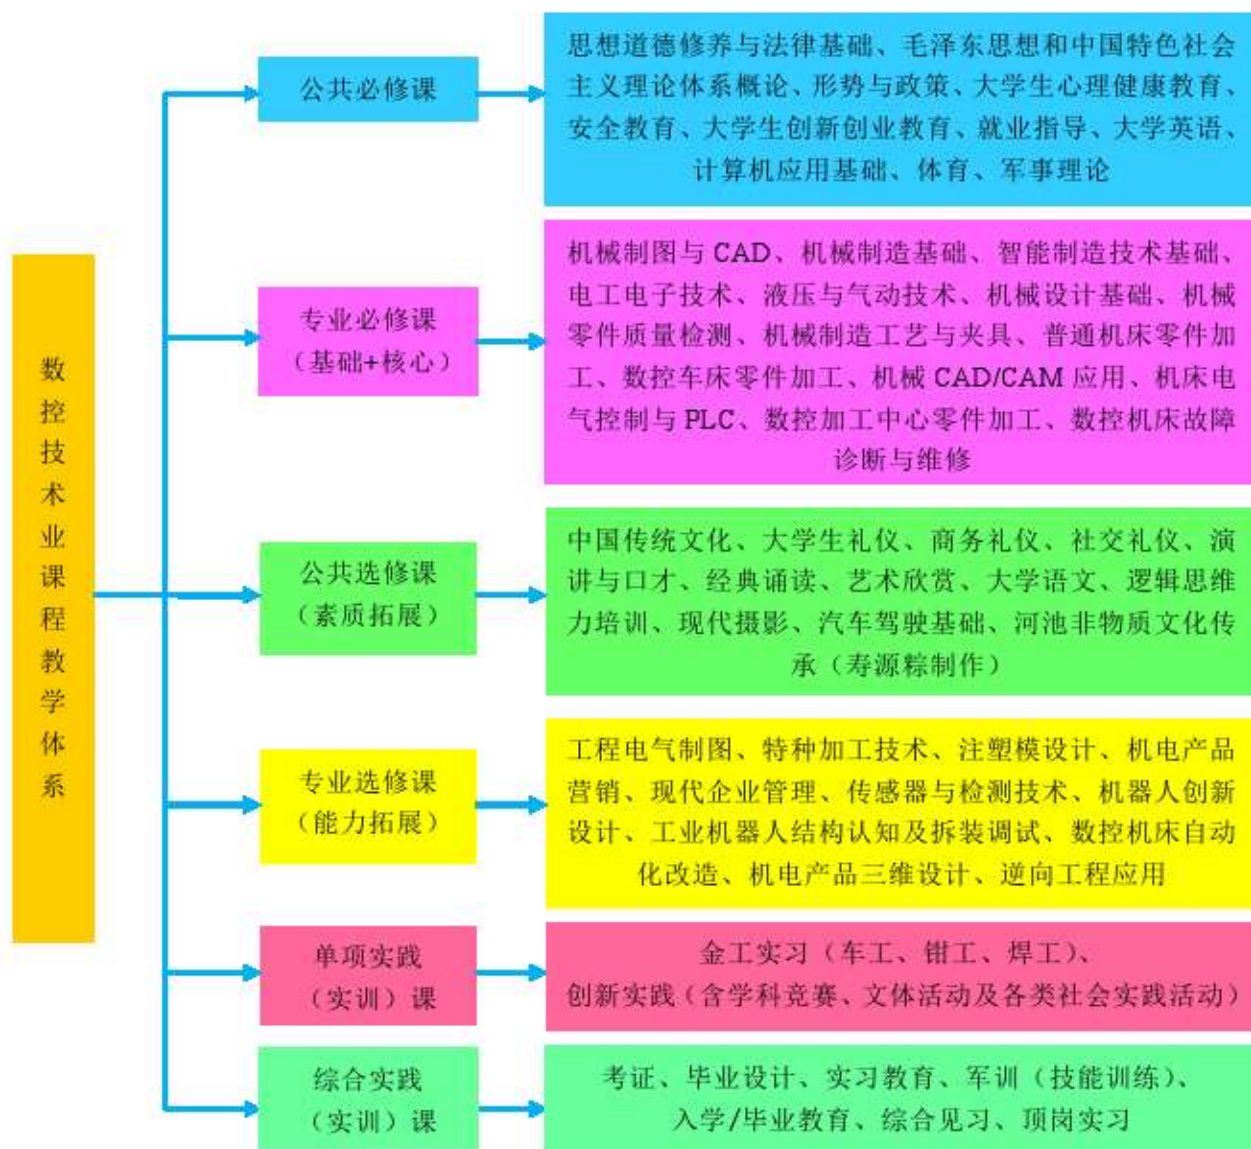 数控技术业课程教学体系
公共必修课
思想道德修养与法律基础、毛泽东思想和中国特色社会
主义理论体系概论、形势与政策、大学生心理健康教育、
安全教育、大学生创新创业教育、就业指导、大学英语、
计算机应用基础、体育、军事理论
专业必修课
（基础+核心）
机械制图与 CAD、机械制造基础、智能制造技术基础、
电工电子技术、液压与气动技术、机械设计基础、机械
零件质量检测、机械制造工艺与夹具、普通机床零件加
工、数控车床零件加工、机械 CAD/CAM 应用、机床电
气控制与 PLC、数控加工中心零件加工、数控机床故障
诊断与维修
公共选修课
（素质拓展）
中国传统文化、大学生礼仪、商务礼仪、社交礼仪、演
讲与口才、经典诵读、艺术欣赏、大学语文、逻辑思维
力培训、现代摄影、汽车驾驶基础、河池非物质文化传
承（寿源粽制作）
专业选修课
（能力拓展）
工程电气制图、特种加工技术、注塑模设计、机电产品
营销、现代企业管理、传感器与检测技术、机器人创新
设计、工业机器人结构认知及拆装调试、数控机床自动
化改造、机电产品三维设计、逆向工程应用
单项实践
（实训）课
金工实习（车工、钳工、焊工）、
创新实践（含学科竞赛、文体活动及各类社会实践活动）
综合实践
（实训）课
考证、毕业设计、实习教育、军训（技能训练）、
入学/毕业教育、综合见习、顶岗实习